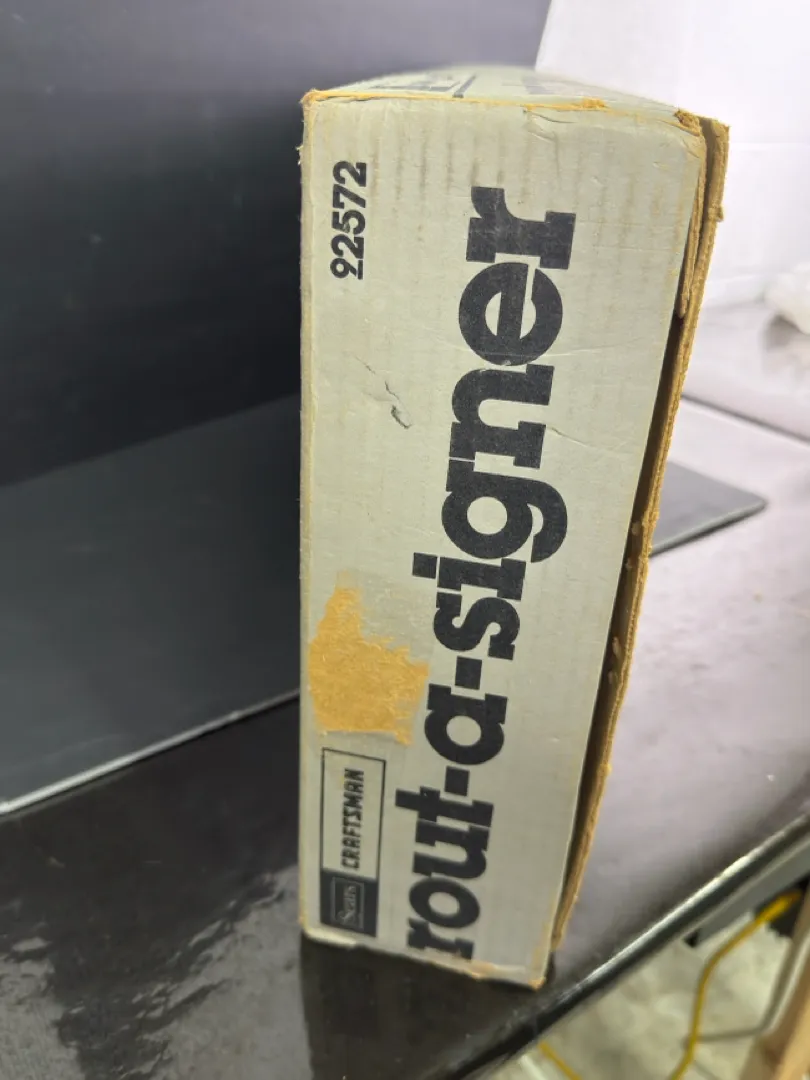 92572
Sears
CRAFTSMAN
rout-a-signer